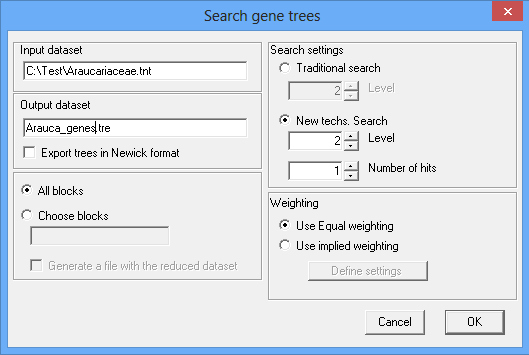 Search gene trees
Input dataset
C:\Test\Araucariaceae.tnt
Output dataset
Arauca_genes.tre
Export trees in Newick format
All blocks
Choose blocks
Generate a file with the reduced dataset
Search settings
Traditional search
2 Level
New techs. Search
2 Level
1 Number of hits
Weighting
Use Equal weighting
Use implied weighting
Define settings
Cancel OK